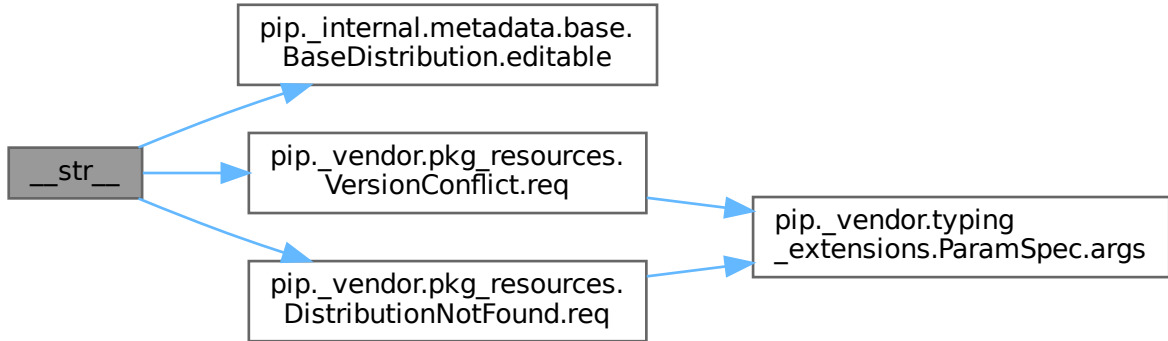 pip._internal.metadata.base.
BaseDistribution.editable
__str__
pip._vendor.pkg_resources.
VersionConflict.req
pip._vendor.typing
_extensions.ParamSpec.args
pip._vendor.pkg_resources.
DistributionNotFound.req